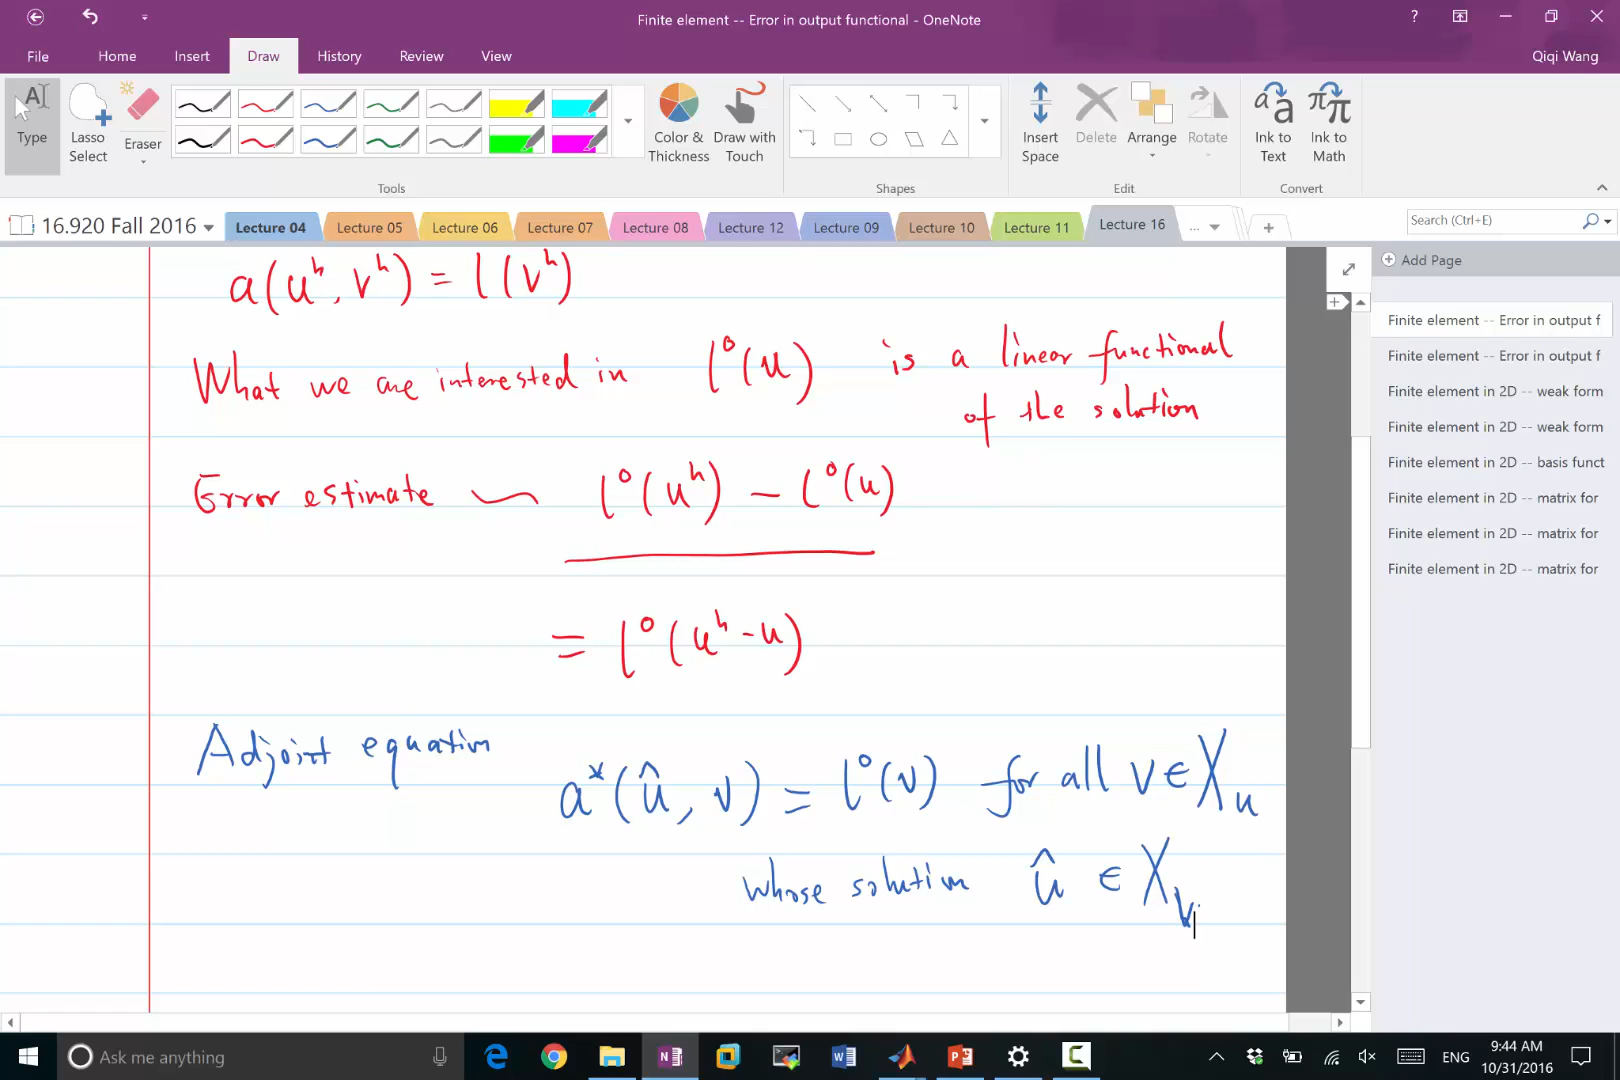 Finite element -- Error in output functional - OneNote
?
File Home Insert Draw History Review View
Qiqi Wang
Type
Lasso Select
Eraser
Color & Thickness
Draw with Touch
Insert Space
Delete
Arrange
Rotate
Ink to Text
Ink to Math
Tools Shapes Edit Convert
16.920 Fall 2016
Lecture 04 Lecture 05 Lecture 06 Lecture 07 Lecture 08 Lecture 12 Lecture 09 Lecture 10 Lecture 11 Lecture 16 ...
Search (Ctrl+E)
Add Page
Finite element -- Error in output f
Finite element -- Error in output f
Finite element in 2D -- weak form
Finite element in 2D -- weak form
Finite element in 2D -- basis funct
Finite element in 2D -- matrix for
Finite element in 2D -- matrix for
Finite element in 2D -- matrix for
a(u^h, v^h) = l(v^h)
What we are interested in l^o(u) is a linear functional
of the solution
Error estimate ~ l^o(u^h) - l^o(u)
= l^o(u^h - u)
Adjoint equation
a*(û, v) = l^o(v) for all v ∈ X_u
whose solution û ∈ X_v
Ask me anything
ENG
9:44 AM
10/31/2016